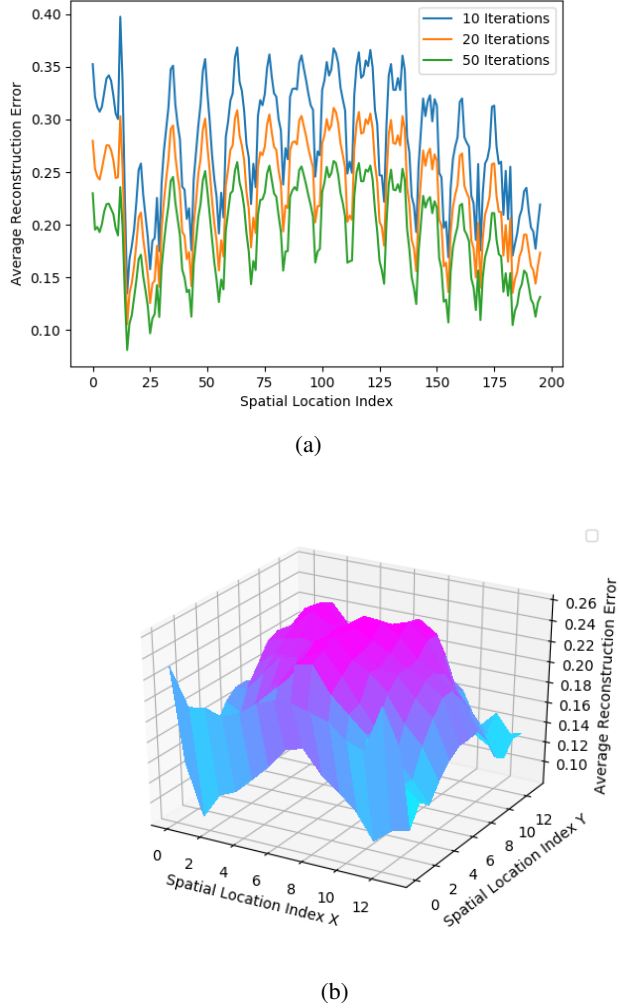 0.40
0.35
0.30
0.25
0.20
0.15
0.10
Average Reconstruction Error
10 Iterations
20 Iterations
50 Iterations
0 25 50 75 100 125 150 175 200
Spatial Location Index
(a)
0.26
0.24
0.22
0.20
0.18
0.16
0.14
0.12
0.10
Average Reconstruction Error
0 2 4 6 8 10 12
Spatial Location Index X
0 2 4 6 8 10 12
Spatial Location Index Y
(b)